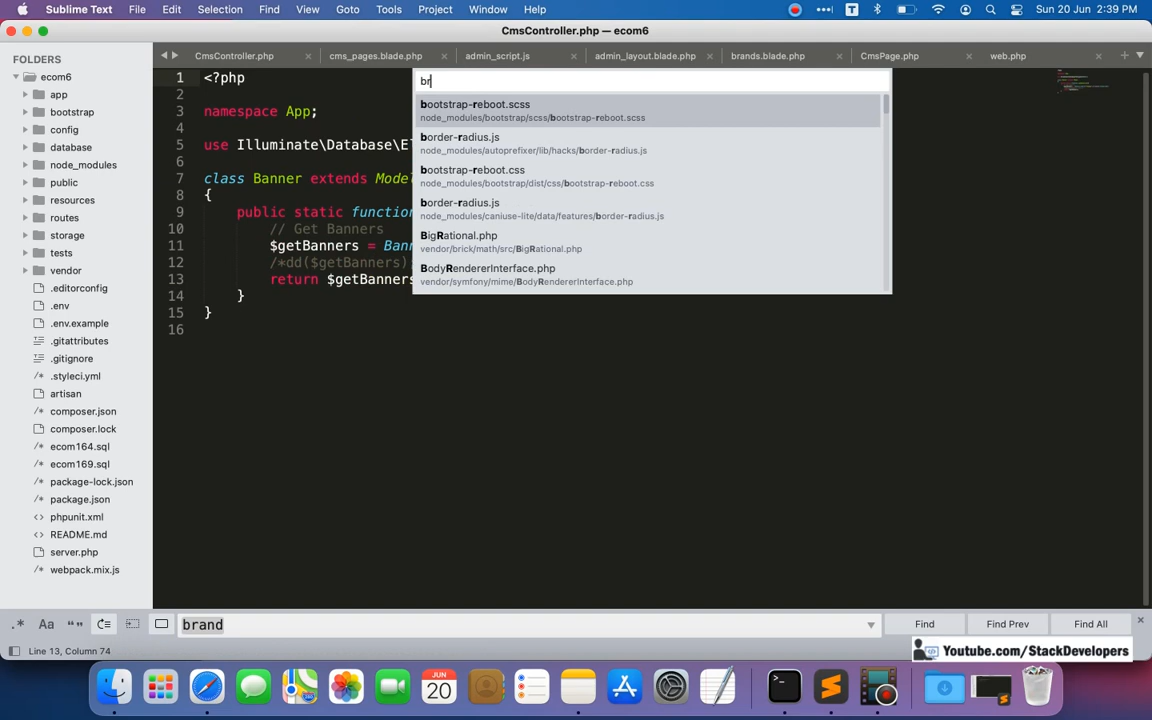 Sublime Text File Edit Selection Find View Goto Tools Project Window Help Sun 20 Jun 2:39 PM
CmsController.php — ecom6
FOLDERS
ecom6
app
bootstrap
config
database
node_modules
public
resources
routes
storage
tests
vendor
.editorconfig
.env
.env.example
.gitattributes
.gitignore
.styleci.yml
artisan
composer.json
composer.lock
ecom164.sql
ecom169.sql
package-lock.json
package.json
phpunit.xml
README.md
server.php
webpack.mix.js
CmsController.php cms_pages.blade.php admin_script.js admin_layout.blade.php brands.blade.php CmsPage.php web.php
1 <?php
2
3 namespace App;
4
5 use Illuminate\Database\E
6
7 class Banner extends Mode
8 {
9 public static function
10 // Get Banners
11 $getBanners = Ban
12 /*dd($getBanners)
13 return $getBanners
14 }
15 }
16
br
bootstrap-reboot.scss
node_modules/bootstrap/scss/bootstrap-reboot.scss
border-radius.js
node_modules/autoprefixer/lib/hacks/border-radius.js
bootstrap-reboot.css
node_modules/bootstrap/dist/css/bootstrap-reboot.css
border-radius.js
node_modules/caniuse-lite/data/features/border-radius.js
BigRational.php
vendor/brick/math/src/BigRational.php
BodyRendererInterface.php
vendor/symfony/mime/BodyRendererInterface.php
.* Aa “” brand Find Find Prev Find All
Line 13, Column 74
Youtube.com/StackDevelopers
JUN
20